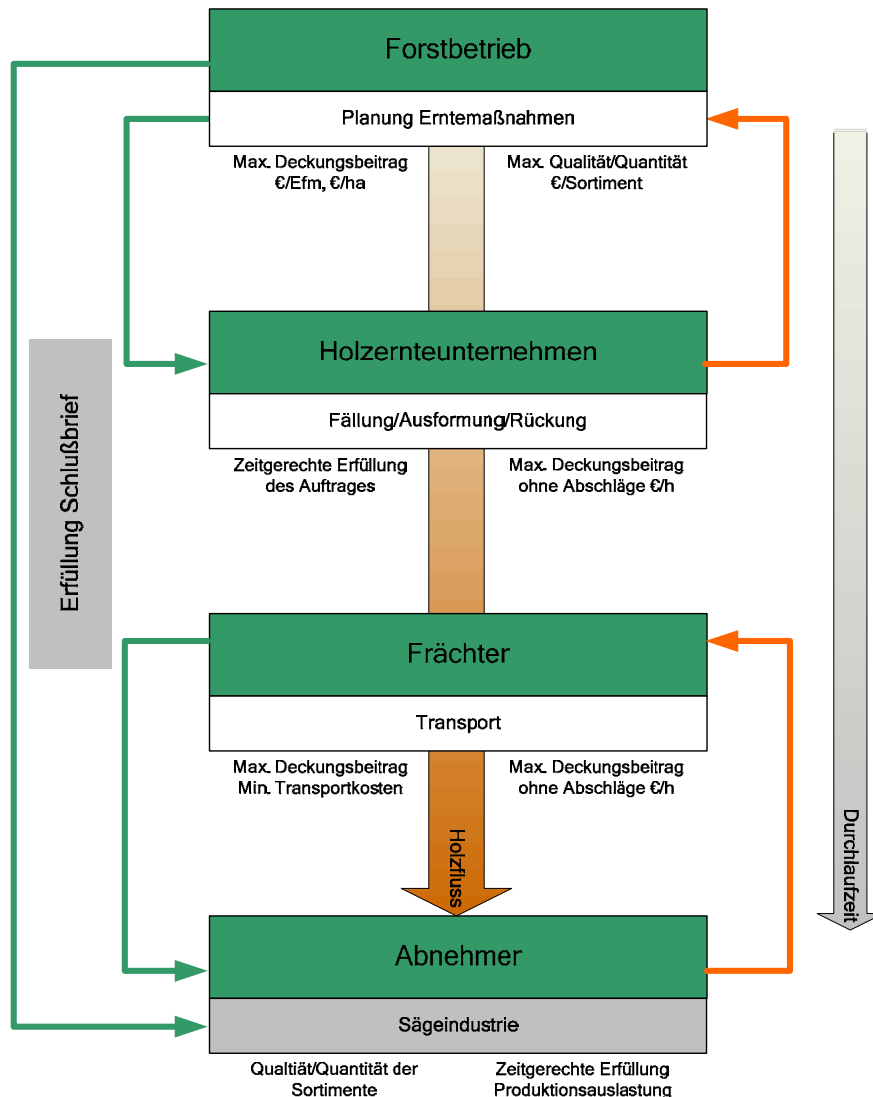 Forstbetrieb
Planung Erntemaßnahmen
Max. Deckungsbeitrag
€/Efm, €/ha
Max. Qualität/Quantität
€/Sortiment
Holzernteunternehmen
Fällung/Ausformung/Rückung
Zeitgerechte Erfüllung
des Auftrages
Max. Deckungsbeitrag
ohne Abschläge €/h
Erfüllung Schlußbrief
Frächter
Transport
Max. Deckungsbeitrag
Min. Transportkosten
Max. Deckungsbeitrag
ohne Abschläge €/h
Holzfluss
Durchlaufzeit
Abnehmer
Sägeindustrie
Qualtiät/Quantität der
Sortimente
Zeitgerechte Erfüllung
Produktionsauslastung